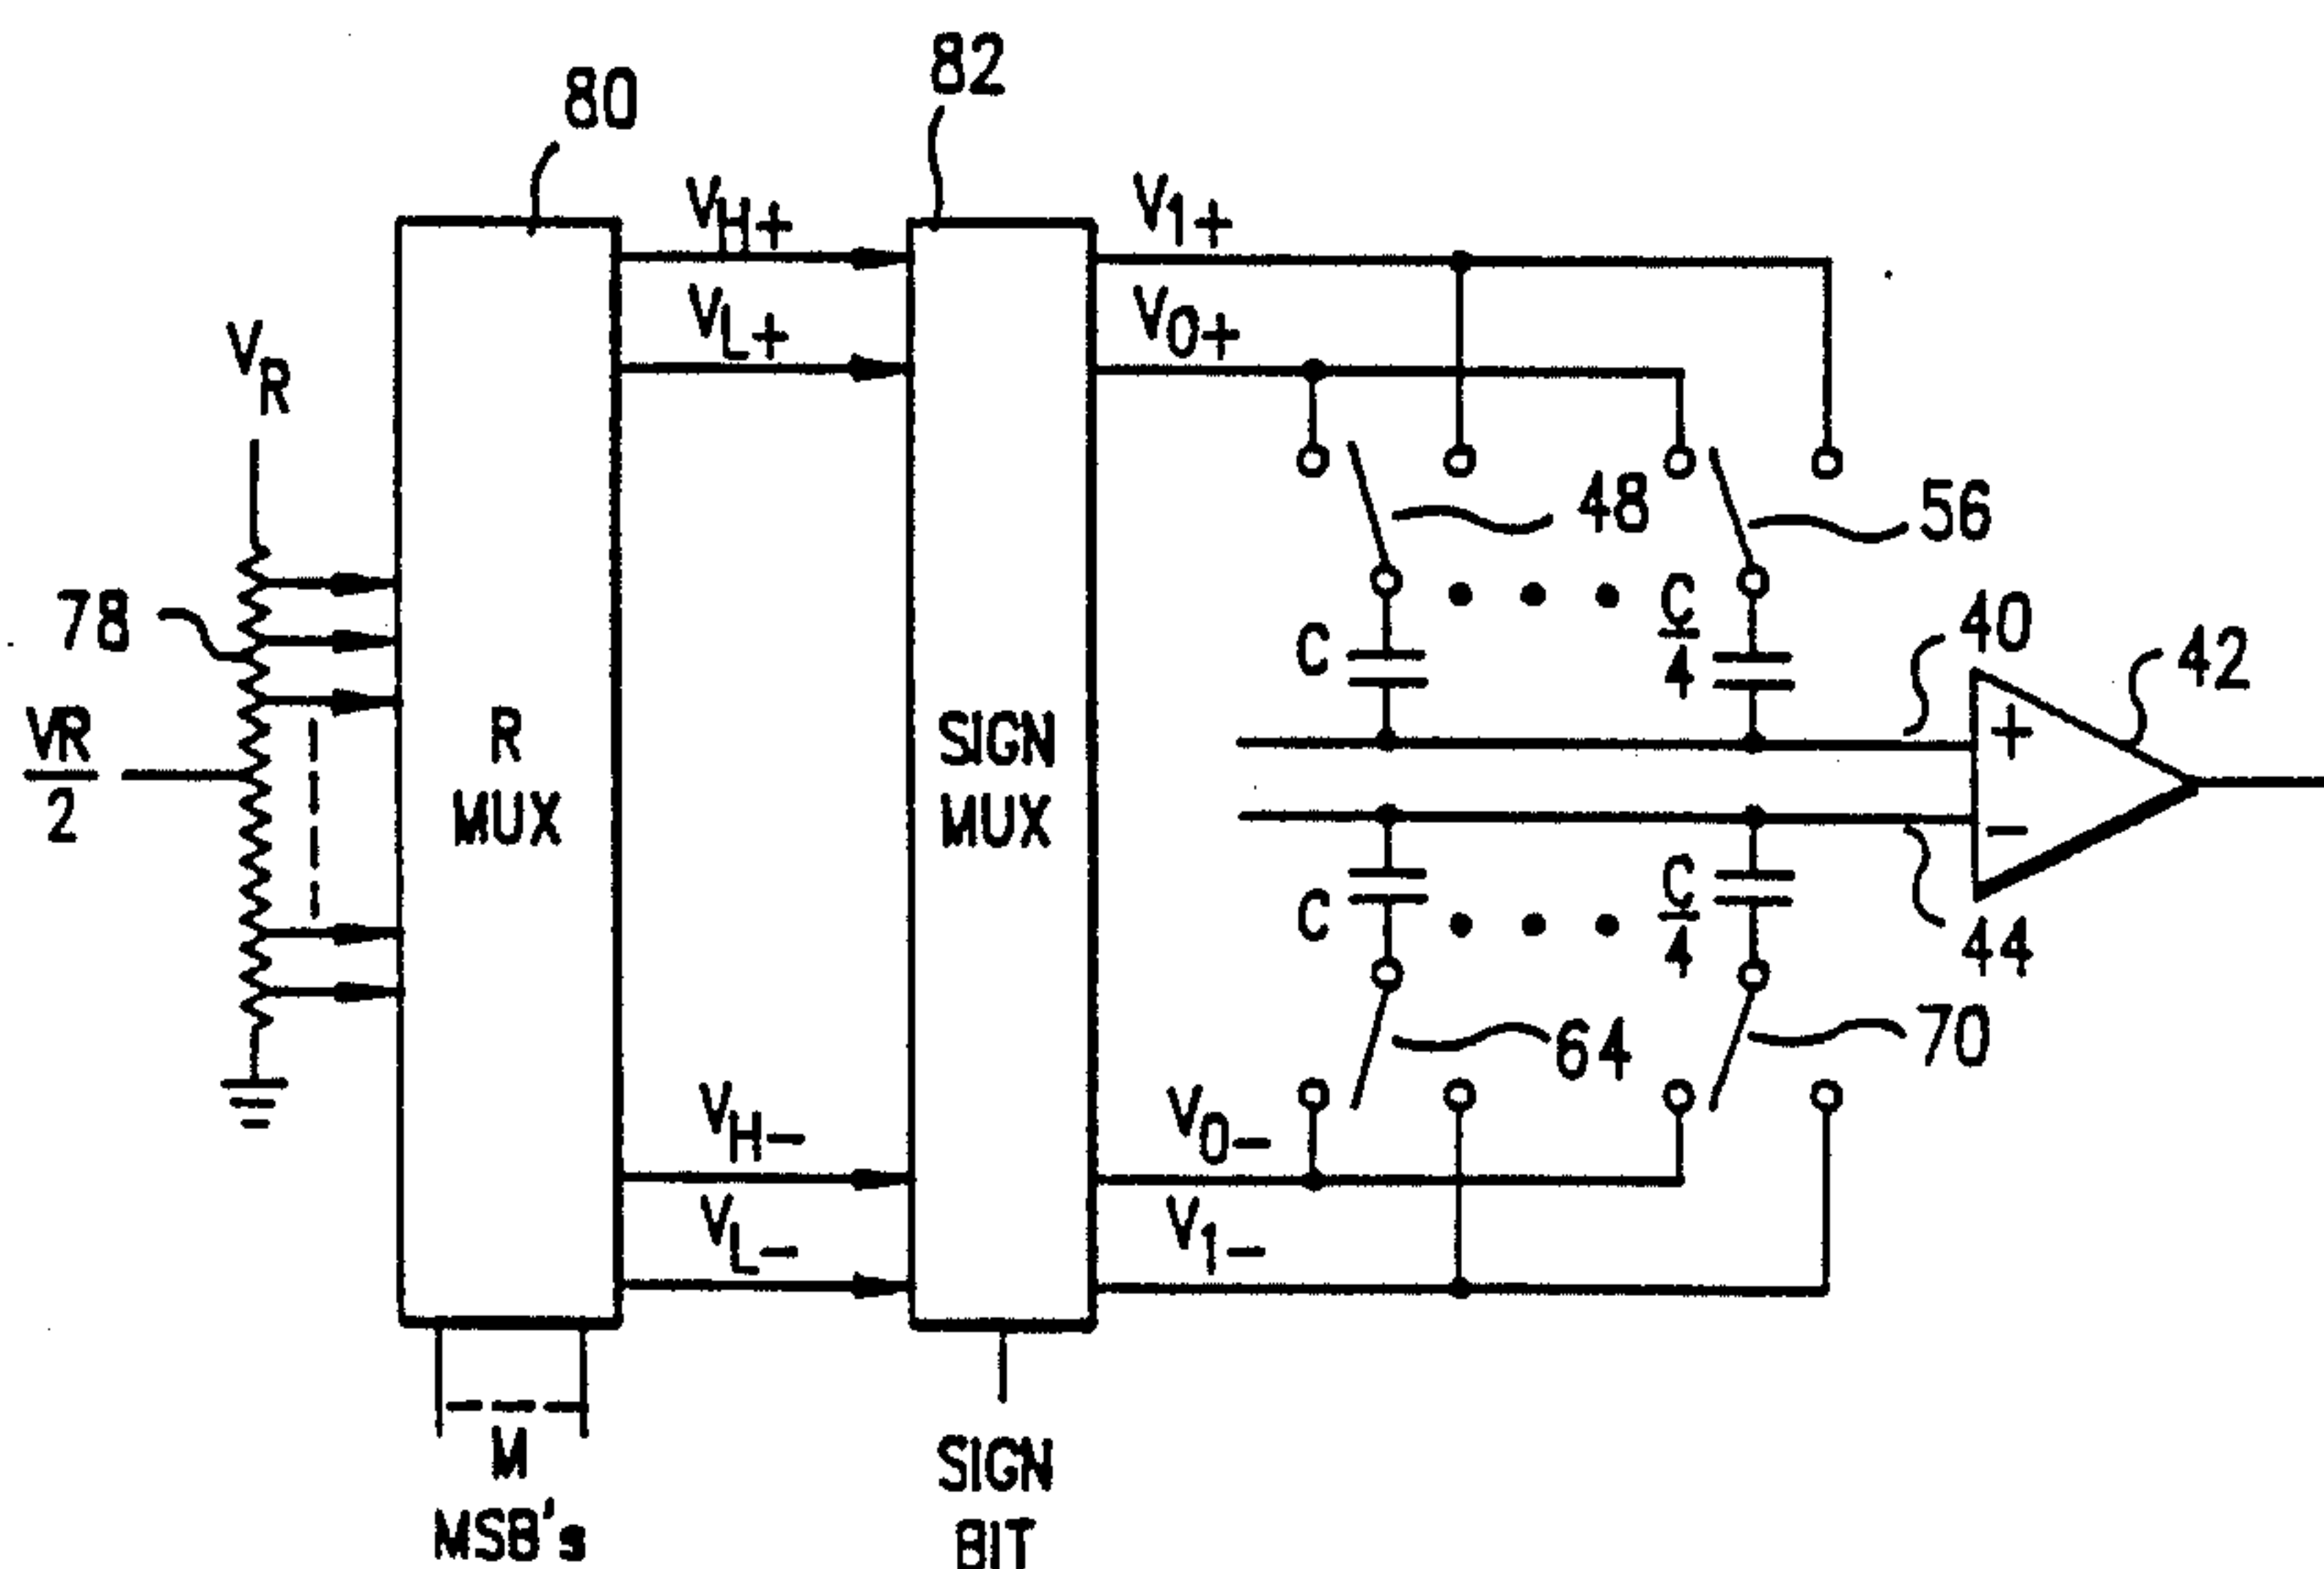 80
82
VH+
VL+
V1+
V0+
VR
78
VR/2
R
MUX
SIGN
MUX
48
56
C
C/4
40
42
+
-
C
C/4
44
64
70
VH-
VL-
V0-
V1-
M
MSB's
SIGN
BIT